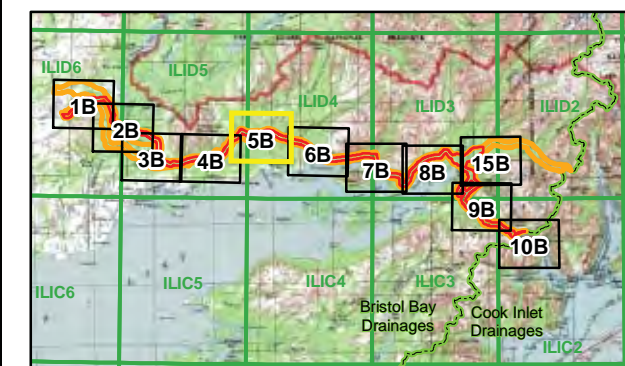 ILID6
ILID5
ILID4
ILID3
ILID2
1B
2B
3B
4B
5B
6B
7B
8B
15B
9B
10B
ILIC6
ILIC5
ILIC4
ILIC3
ILIC2
Bristol Bay
Drainages
Cook Inlet
Drainages